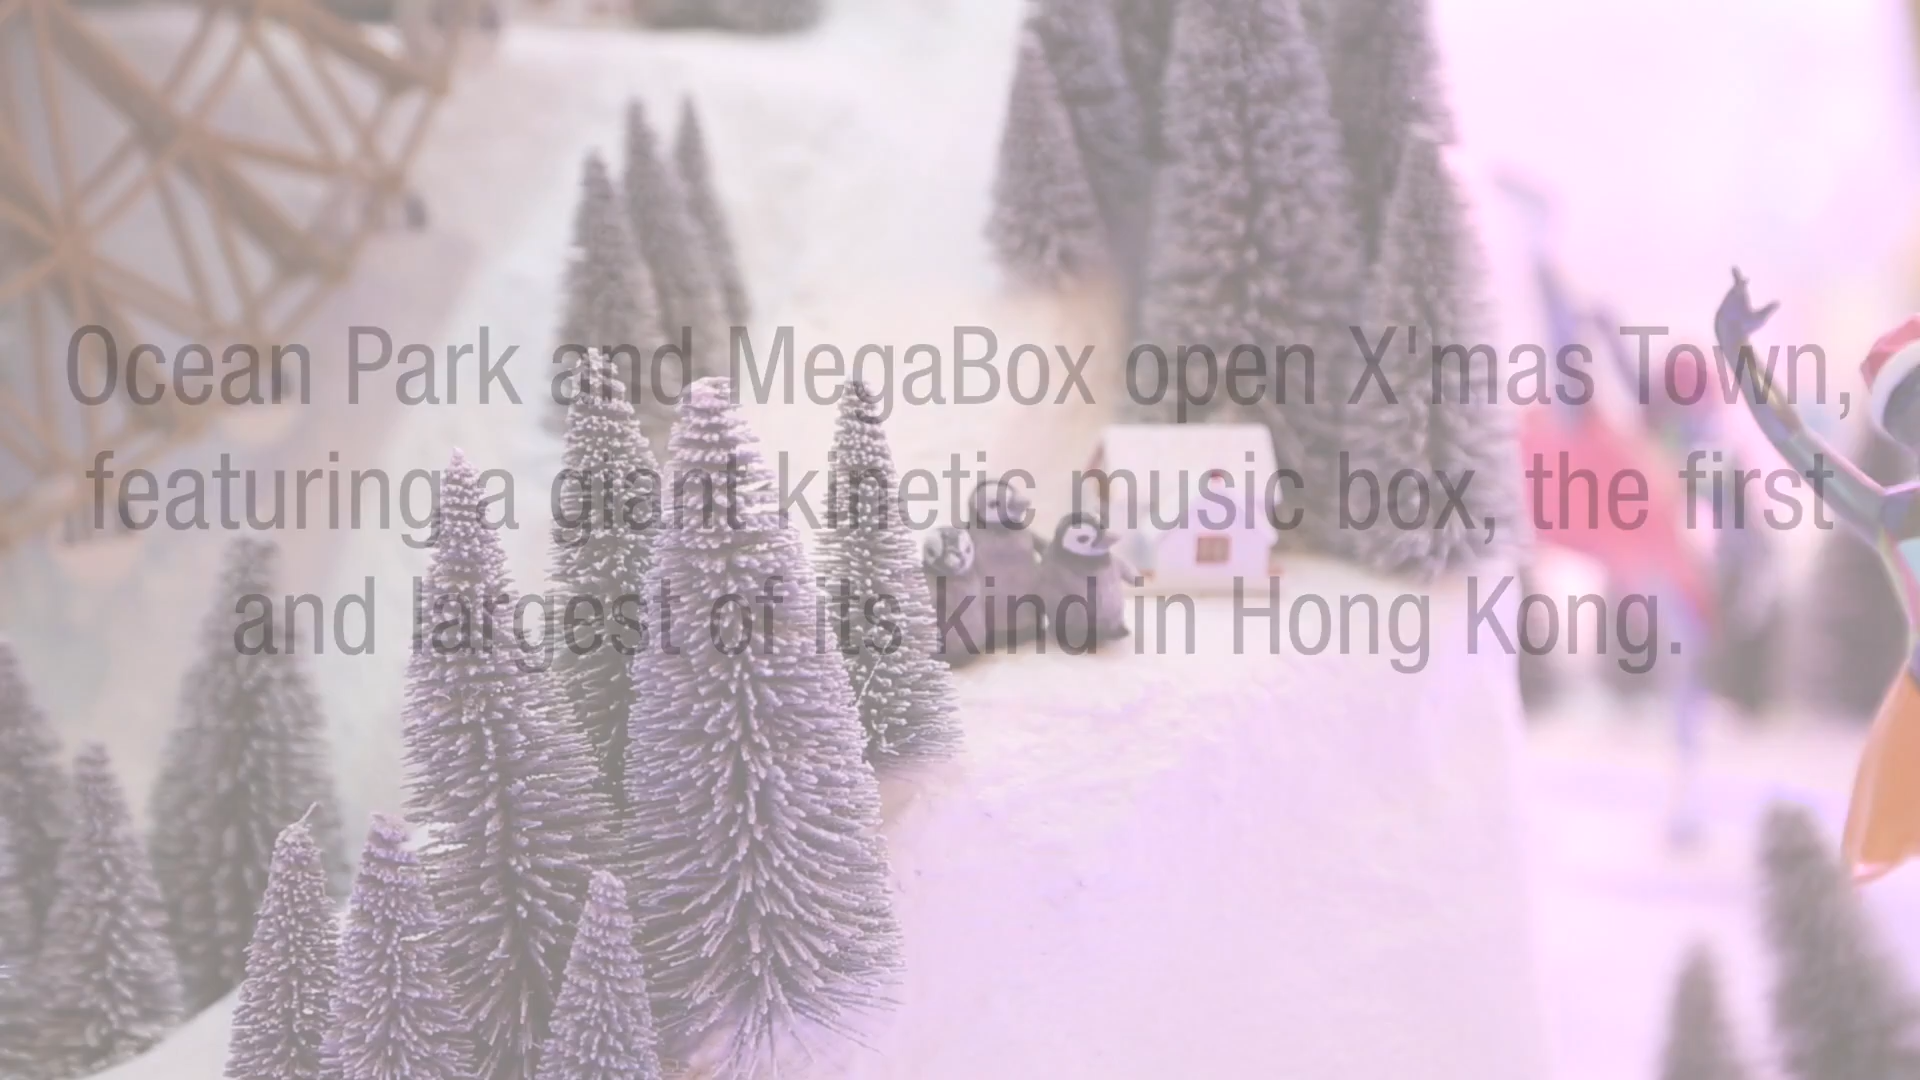 Ocean Park and MegaBox open X'mas Town,
featuring a giant kinetic music box, the first
and largest of its kind in Hong Kong.